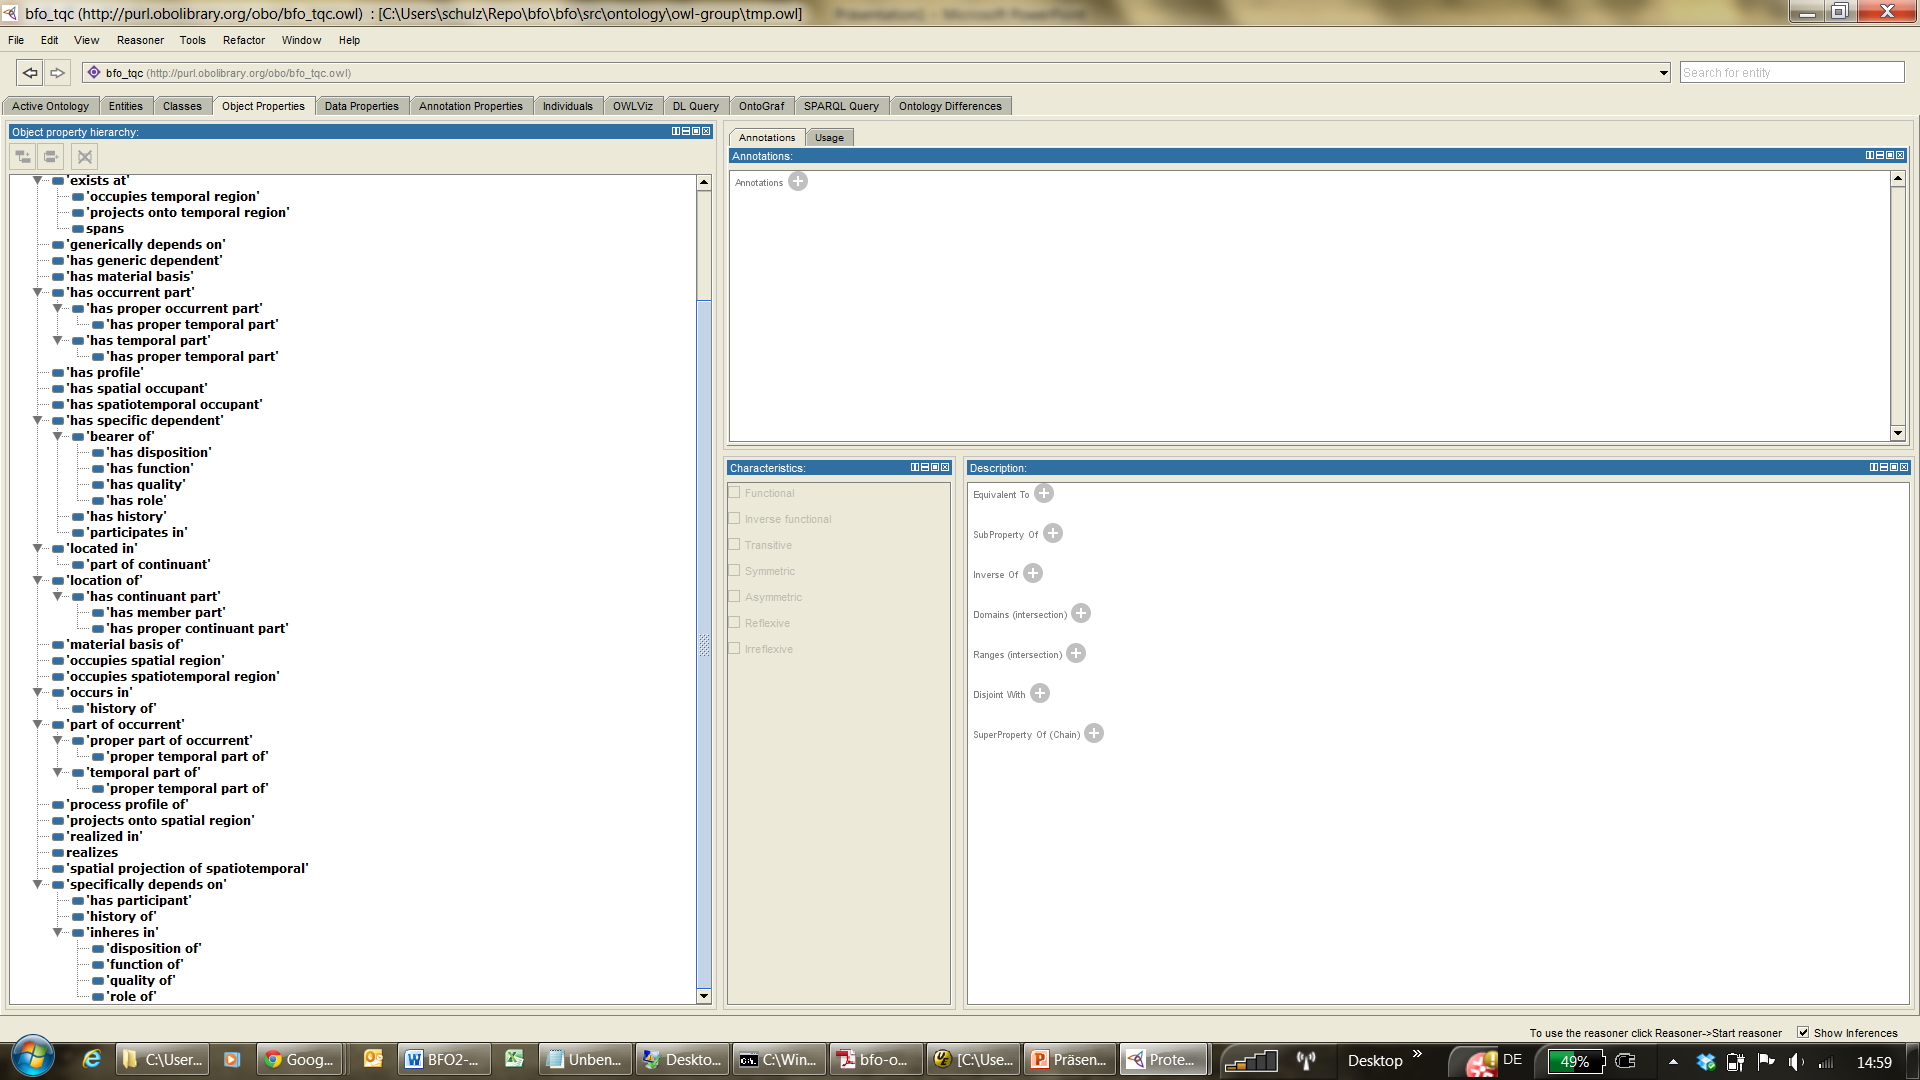 bfo_tqc (http://purl.obolibrary.org/obo/bfo_tqc.owl) : [C:\Users\schulz\Repo\bfo\bfo\src\ontology\owl-group\tmp.owl]
File Edit View Reasoner Tools Refactor Window Help
bfo_tqc (http://purl.obolibrary.org/obo/bfo_tqc.owl)
Search for entity
Active Ontology Entities Classes Object Properties Data Properties Annotation Properties Individuals OWLViz DL Query OntoGraf SPARQL Query Ontology Differences
Object property hierarchy:
'exists at'
'occupies temporal region'
'projects onto temporal region'
spans
'generically depends on'
'has generic dependent'
'has material basis'
'has occurrent part'
'has proper occurrent part'
'has proper temporal part'
'has temporal part'
'has proper temporal part'
'has profile'
'has spatial occupant'
'has spatiotemporal occupant'
'has specific dependent'
'bearer of'
'has disposition'
'has function'
'has quality'
'has role'
'has history'
'participates in'
'located in'
'part of continuant'
'location of'
'has continuant part'
'has member part'
'has proper continuant part'
'material basis of'
'occupies spatial region'
'occupies spatiotemporal region'
'occurs in'
'history of'
'part of occurrent'
'proper part of occurrent'
'proper temporal part of'
'temporal part of'
'proper temporal part of'
'process profile of'
'projects onto spatial region'
'realized in'
realizes
'spatial projection of spatiotemporal'
'specifically depends on'
'has participant'
'history of'
'inheres in'
'disposition of'
'function of'
'quality of'
'role of'
Annotations Usage
Annotations:
Annotations
Characteristics:
Functional
Inverse functional
Transitive
Symmetric
Asymmetric
Reflexive
Irreflexive
Description:
Equivalent To
SubProperty Of
Inverse Of
Domains (intersection)
Ranges (intersection)
Disjoint With
SuperProperty Of (Chain)
To use the reasoner click Reasoner->Start reasoner Show Inferences
C:\User... Goog... BFO2-... Unben... Deskto... C:\Win... bfo-o... [C:\Use... Präsen... Prote... Desktop » DE 49% 14:59